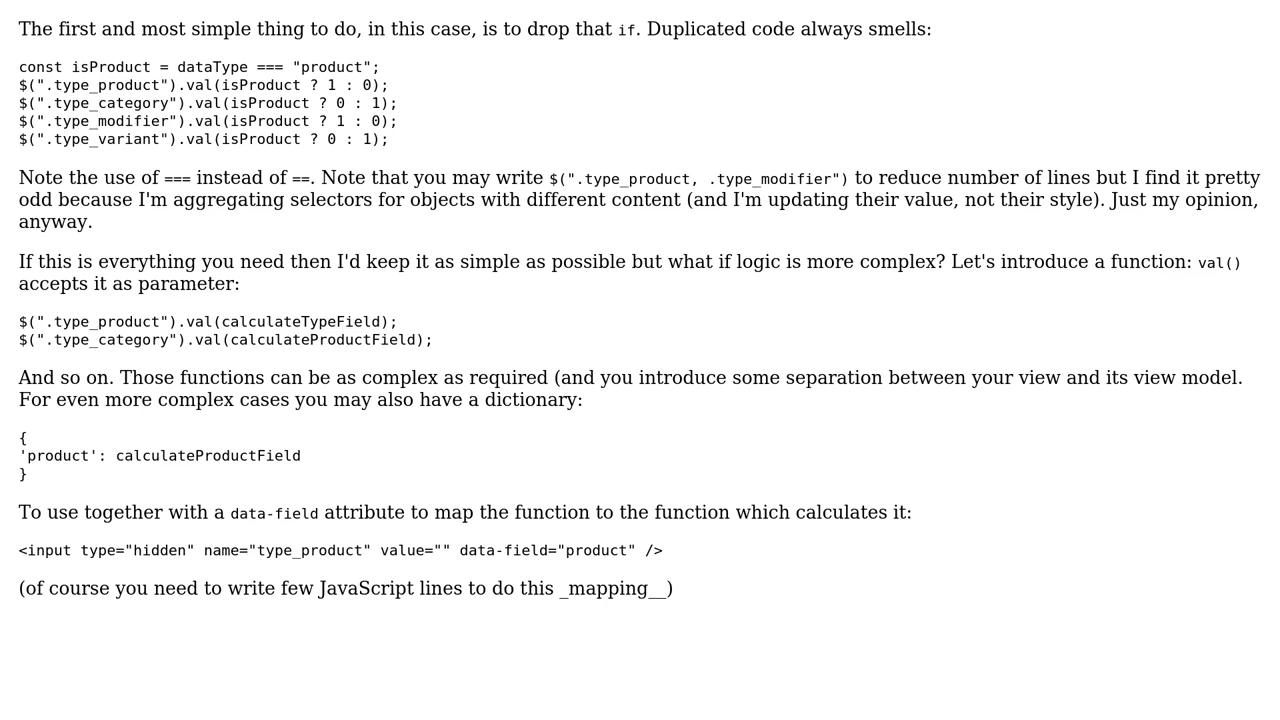 The first and most simple thing to do, in this case, is to drop that if. Duplicated code always smells:
const isProduct = dataType === "product";
$(".type_product").val(isProduct ? 1 : 0);
$(".type_category").val(isProduct ? 0 : 1);
$(".type_modifier").val(isProduct ? 1 : 0);
$(".type_variant").val(isProduct ? 0 : 1);
Note the use of === instead of ==. Note that you may write $(".type_product, .type_modifier") to reduce number of lines but I find it pretty
odd because I'm aggregating selectors for objects with different content (and I'm updating their value, not their style). Just my opinion,
anyway.
If this is everything you need then I'd keep it as simple as possible but what if logic is more complex? Let's introduce a function: val()
accepts it as parameter:
$(".type_product").val(calculateTypeField);
$(".type_category").val(calculateProductField);
And so on. Those functions can be as complex as required (and you introduce some separation between your view and its view model.
For even more complex cases you may also have a dictionary:
{
'product': calculateProductField
}
To use together with a data-field attribute to map the function to the function which calculates it:
<input type="hidden" name="type_product" value="" data-field="product" />
(of course you need to write few JavaScript lines to do this _mapping__)